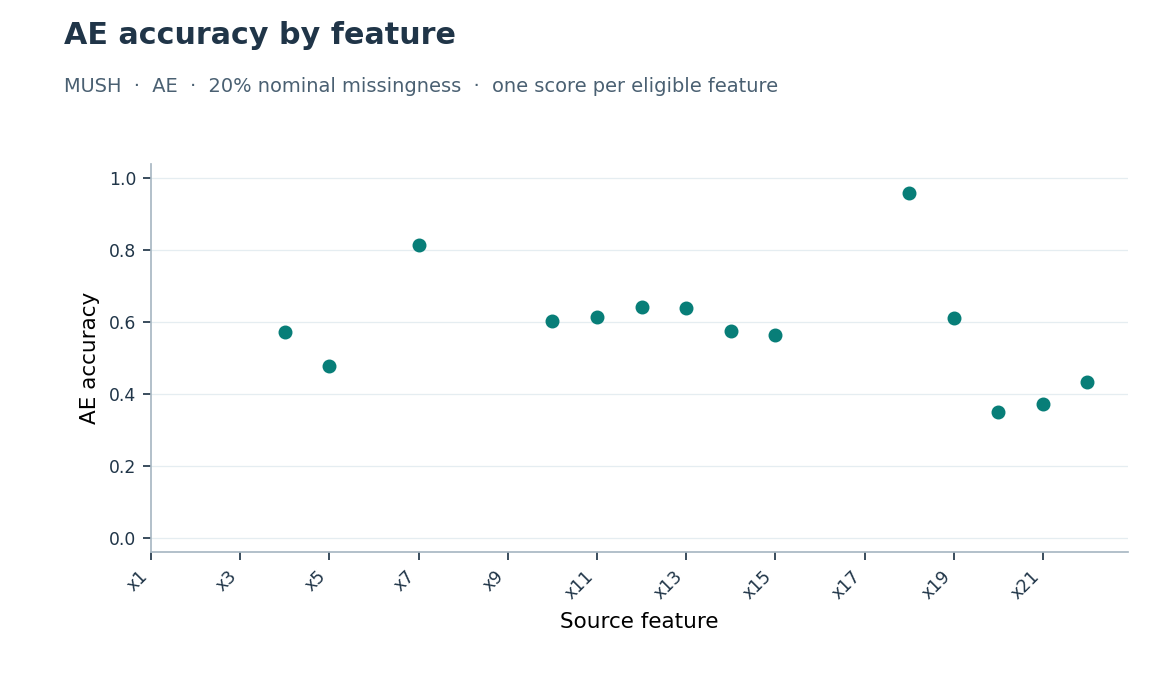 AE accuracy by feature
MUSH · AE · 20% nominal missingness · one score per eligible feature
AE accuracy
1.0
0.8
0.6
0.4
0.2
0.0
x1 x3 x5 x7 x9 x11 x13 x15 x17 x19 x21
Source feature